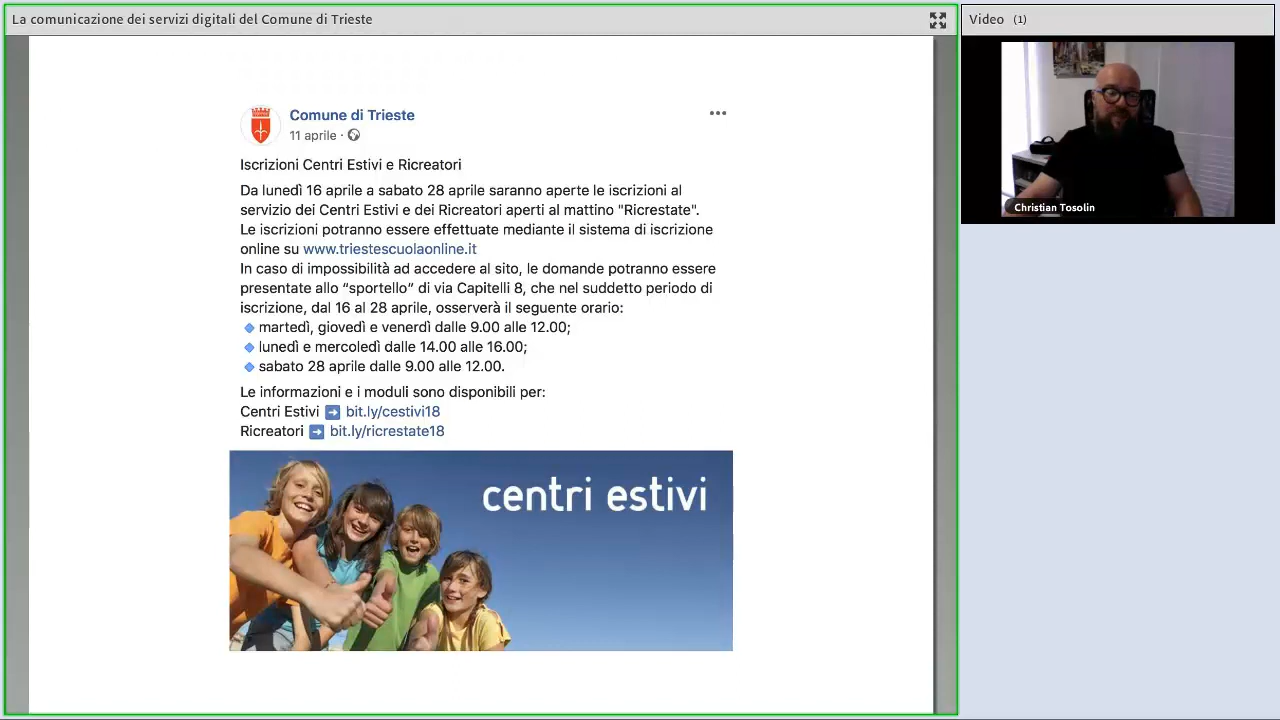 La comunicazione dei servizi digitali del Comune di Trieste
Video (1)
Christian Tosolin
Comune di Trieste
11 aprile ·
Iscrizioni Centri Estivi e Ricreatori
Da lunedì 16 aprile a sabato 28 aprile saranno aperte le iscrizioni al
servizio dei Centri Estivi e dei Ricreatori aperti al mattino "Ricrestate".
Le iscrizioni potranno essere effettuate mediante il sistema di iscrizione
online su www.triestescuolaonline.it
In caso di impossibilità ad accedere al sito, le domande potranno essere
presentate allo “sportello” di via Capitelli 8, che nel suddetto periodo di
iscrizione, dal 16 al 28 aprile, osserverà il seguente orario:
🔹 martedì, giovedì e venerdì dalle 9.00 alle 12.00;
🔹 lunedì e mercoledì dalle 14.00 alle 16.00;
🔹 sabato 28 aprile dalle 9.00 alle 12.00.
Le informazioni e i moduli sono disponibili per:
Centri Estivi ➡ bit.ly/cestivi18
Ricreatori ➡ bit.ly/ricrestate18
centri estivi